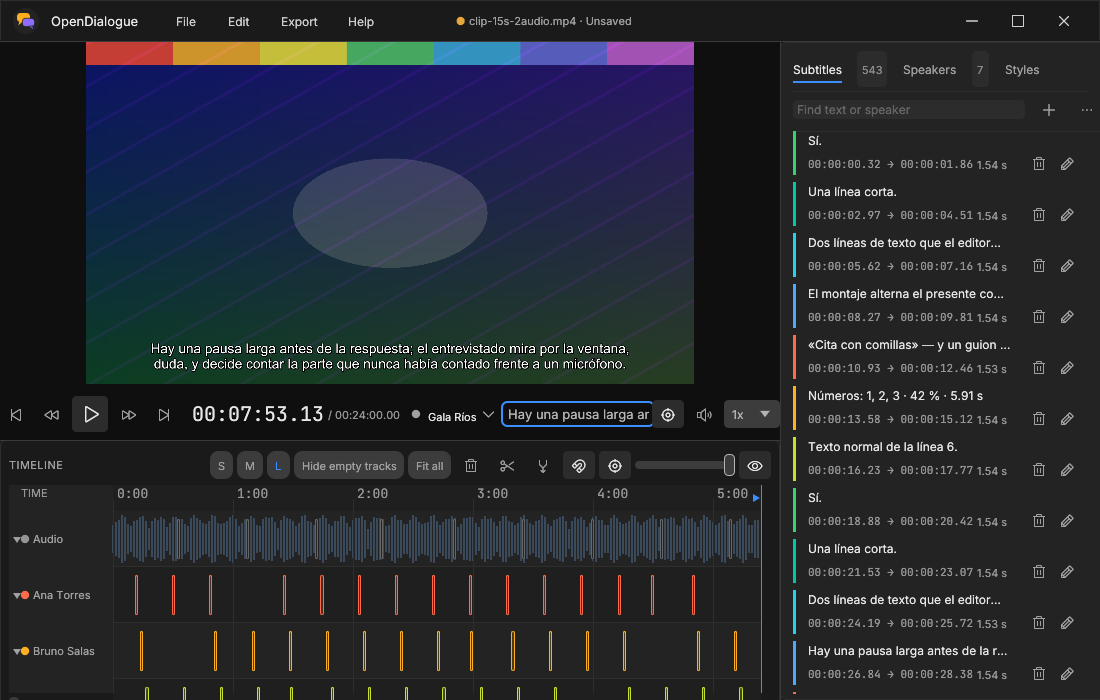 OpenDialogue File Edit Export Help clip-15s-2audio.mp4 · Unsaved
Hay una pausa larga antes de la respuesta; el entrevistado mira por la ventana,
duda, y decide contar la parte que nunca había contado frente a un micrófono.
00:07:53.13 / 00:24:00.00 Gala Ríos Hay una pausa larga ar 1x
TIMELINE S M L Hide empty tracks Fit all
TIME 0:00 1:00 2:00 3:00 4:00 5:00
Audio
Ana Torres
Bruno Salas
Subtitles 543 Speakers 7 Styles
Find text or speaker
Sí.
00:00:00.32 → 00:00:01.86 1.54 s
Una línea corta.
00:00:02.97 → 00:00:04.51 1.54 s
Dos líneas de texto que el editor...
00:00:05.62 → 00:00:07.16 1.54 s
El montaje alterna el presente co...
00:00:08.27 → 00:00:09.81 1.54 s
«Cita con comillas» — y un guion ...
00:00:10.93 → 00:00:12.46 1.53 s
Números: 1, 2, 3 · 42 % · 5.91 s
00:00:13.58 → 00:00:15.12 1.54 s
Texto normal de la línea 6.
00:00:16.23 → 00:00:17.77 1.54 s
Sí.
00:00:18.88 → 00:00:20.42 1.54 s
Una línea corta.
00:00:21.53 → 00:00:23.07 1.54 s
Dos líneas de texto que el editor...
00:00:24.19 → 00:00:25.72 1.53 s
Hay una pausa larga antes de la r...
00:00:26.84 → 00:00:28.38 1.54 s